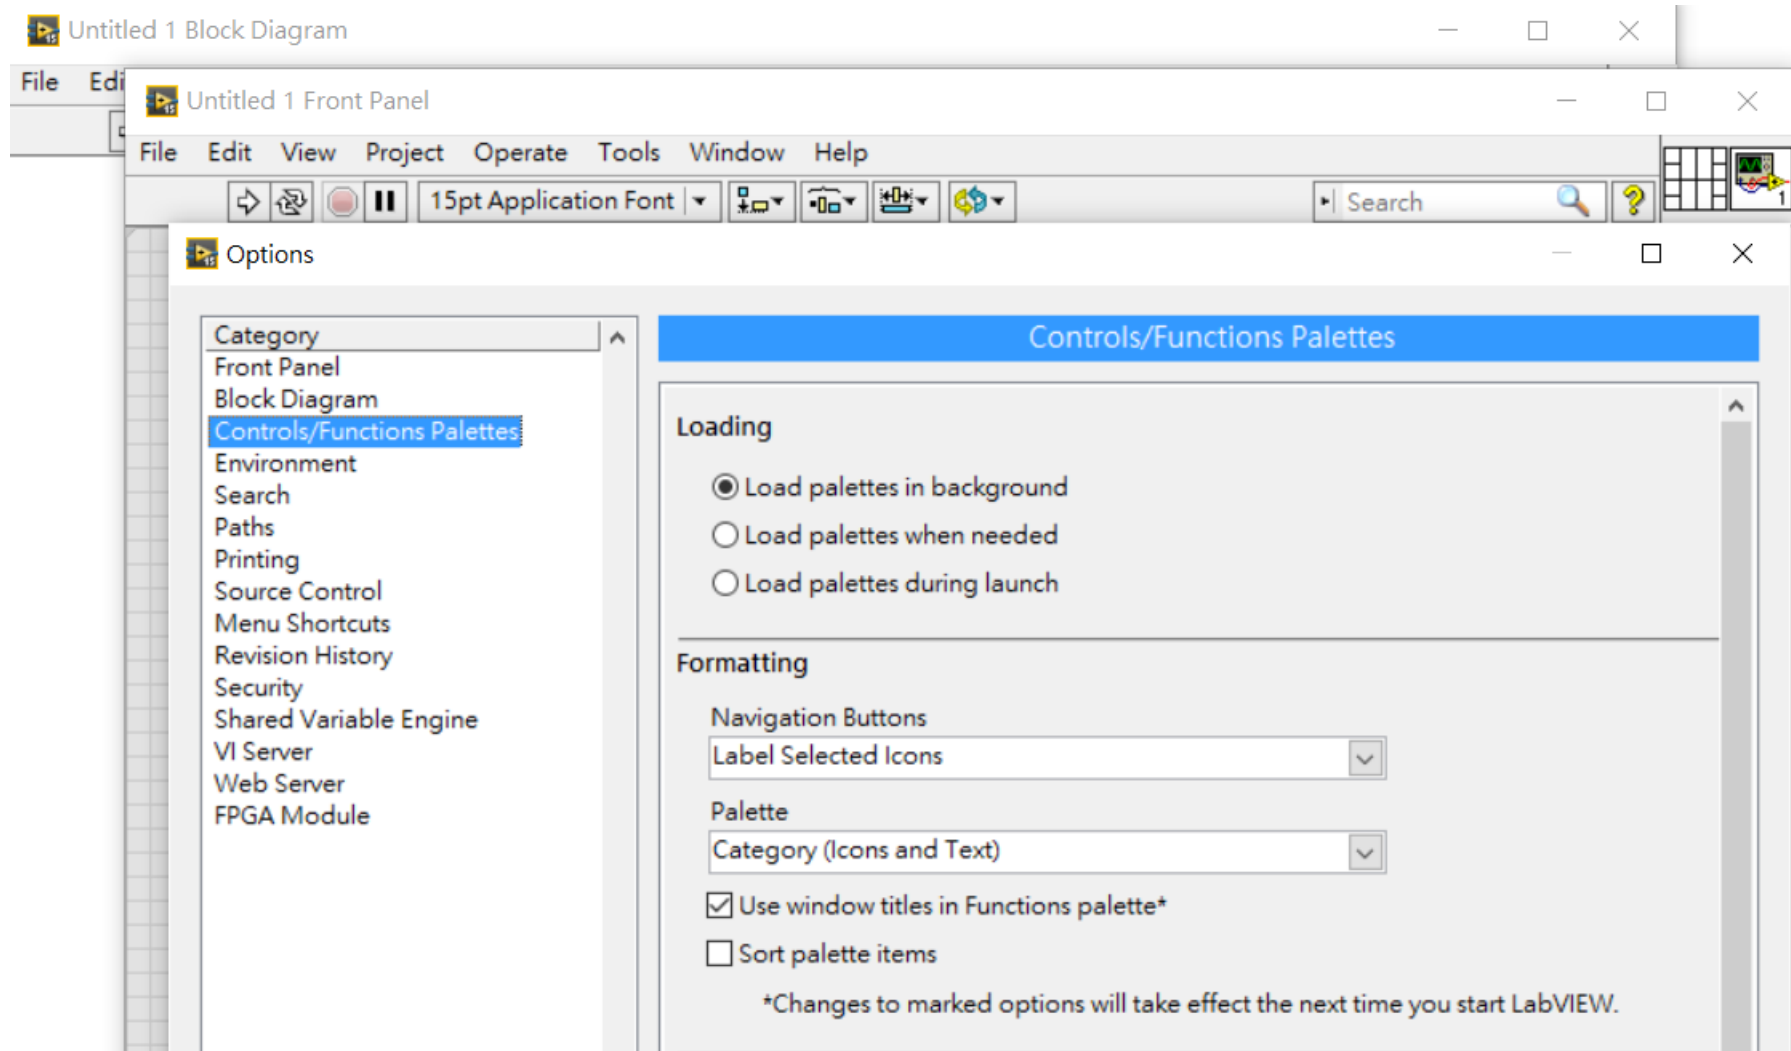 Untitled 1 Block Diagram
File Edi
Untitled 1 Front Panel
File Edit View Project Operate Tools Window Help
15pt Application Font
Search
?
1
Options
Category
Front Panel
Block Diagram
Controls/Functions Palettes
Environment
Search
Paths
Printing
Source Control
Menu Shortcuts
Revision History
Security
Shared Variable Engine
VI Server
Web Server
FPGA Module
Controls/Functions Palettes
Loading
Load palettes in background
Load palettes when needed
Load palettes during launch
Formatting
Navigation Buttons
Label Selected Icons
Palette
Category (Icons and Text)
Use window titles in Functions palette*
Sort palette items
*Changes to marked options will take effect the next time you start LabVIEW.